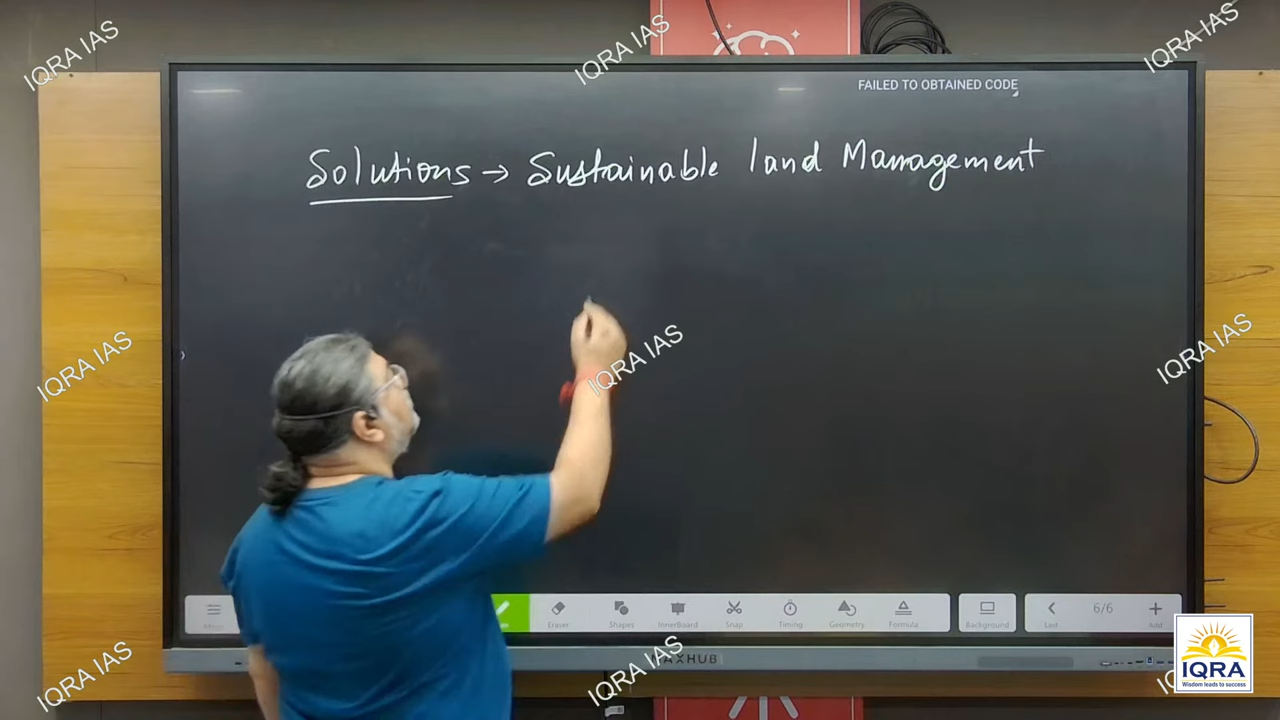 IQRA IAS
IQRA IAS
IQRA IAS
FAILED TO OBTAINED CODE
Solutions → Sustainable land Management
IQRA IAS
IQRA IAS
IQRA IAS
Eraser
Shapes
InnerBoard
Snap
Timing
Geometry
Formula
Background
Last
6/6
Add
IQRA IAS
IQRA IAS
IQRA
Wisdom leads to success